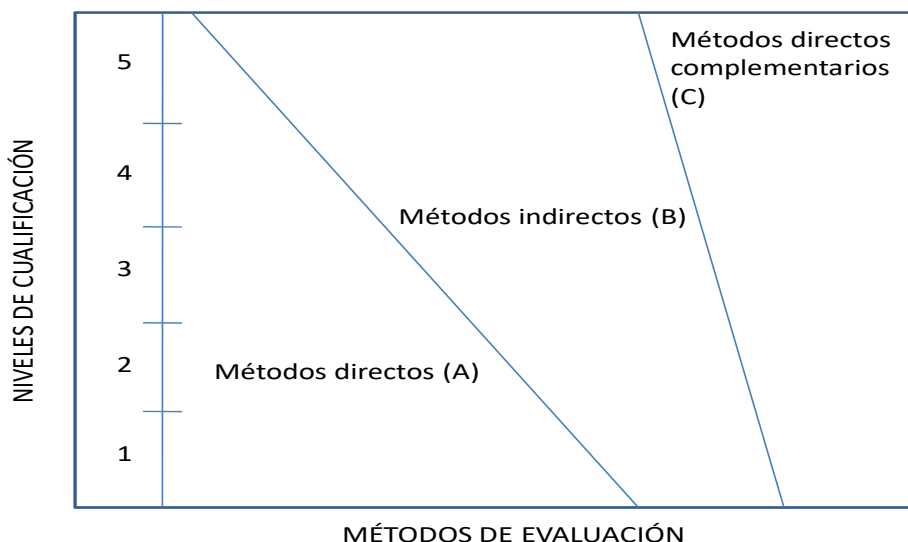 Métodos directos
complementarios
(C)
5
4
Métodos indirectos (B)
3
2
Métodos directos (A)
1
NIVELES DE CUALIFICACIÓN
MÉTODOS DE EVALUACIÓN